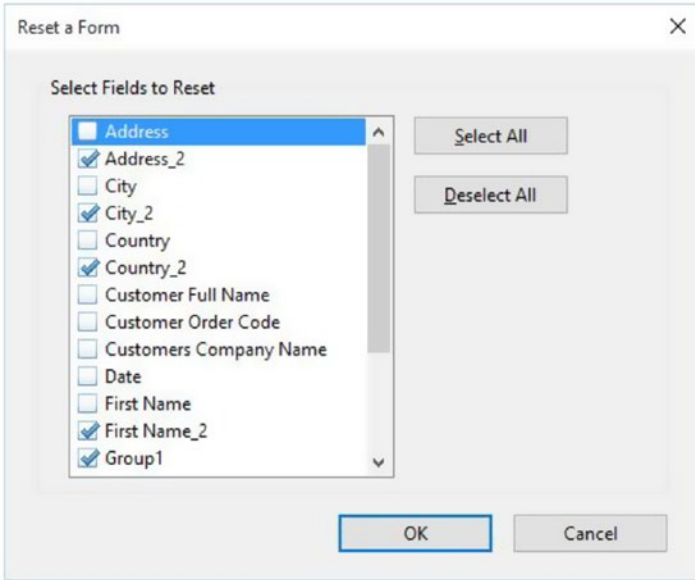 Reset a Form
Select Fields to Reset
Address
Address_2
City
City_2
Country
Country_2
Customer Full Name
Customer Order Code
Customers Company Name
Date
First Name
First Name_2
Group1
Select All
Deselect All
OK
Cancel